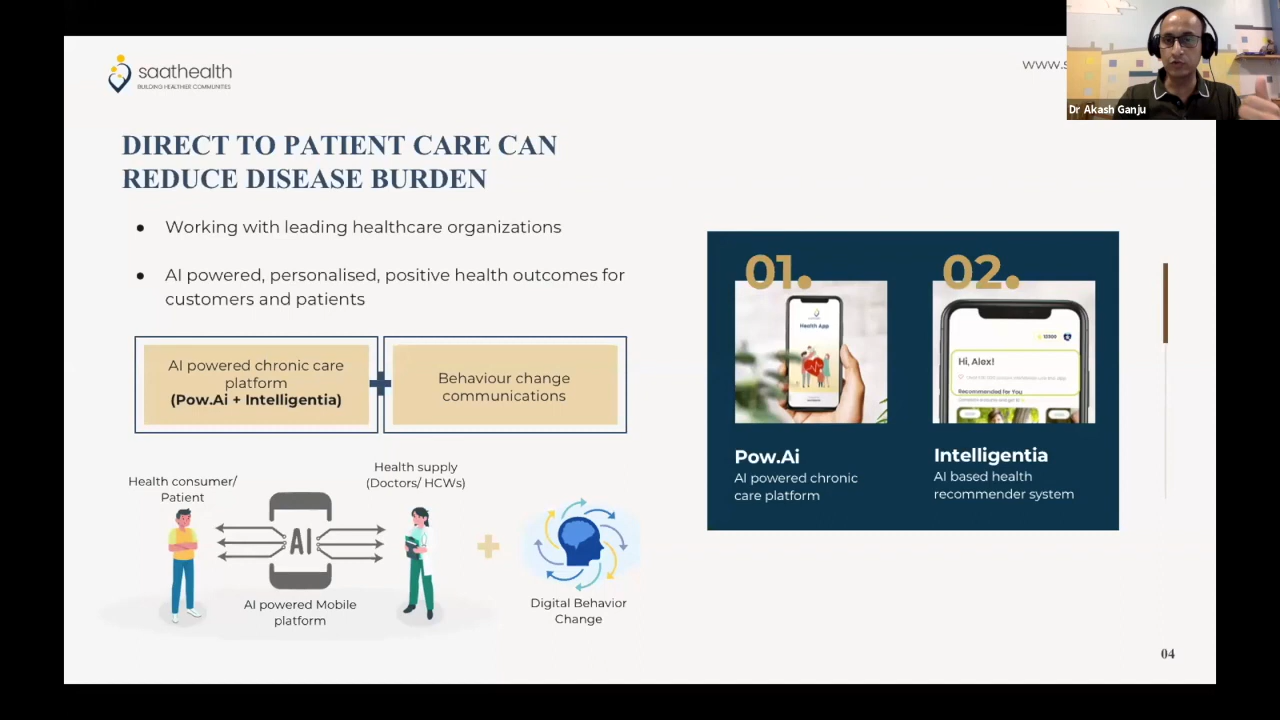 saathealth
BUILDING HEALTHIER COMMUNITIES
www.s
Dr Akash Ganju
DIRECT TO PATIENT CARE CAN
REDUCE DISEASE BURDEN
● Working with leading healthcare organizations
● AI powered, personalised, positive health outcomes for
customers and patients
AI powered chronic care
platform
(Pow.Ai + Intelligentia)
Behaviour change
communications
Health consumer/
Patient
Health supply
(Doctors/ HCWs)
AI
AI powered Mobile
platform
Digital Behavior
Change
01.
Health App
Pow.Ai
AI powered chronic
care platform
02.
Hi, Alex!
Recommended for You
Intelligentia
AI based health
recommender system
04